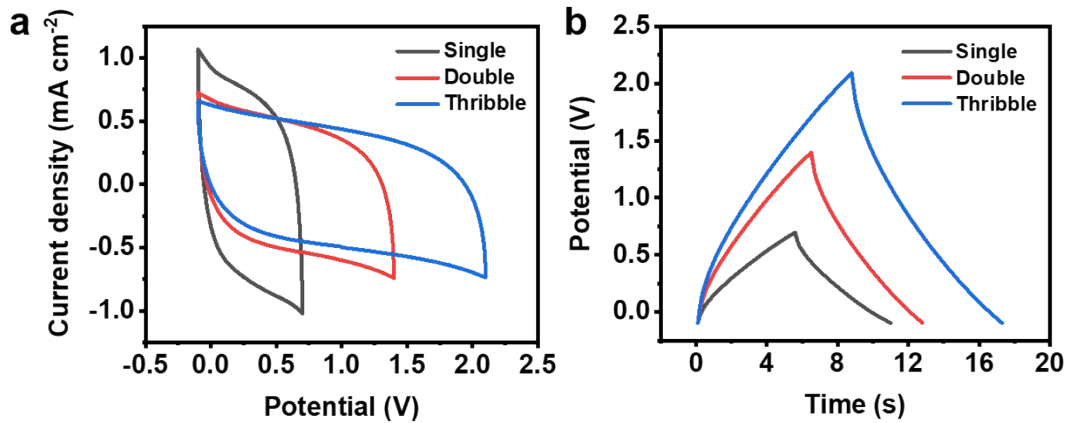 a
Current density (mA cm-2)
1.0
0.5
0.0
-0.5
-1.0
-0.5 0.0 0.5 1.0 1.5 2.0 2.5
Potential (V)
Single
Double
Thribble
b
Potential (V)
2.5
2.0
1.5
1.0
0.5
0.0
0 4 8 12 16 20
Time (s)
Single
Double
Thribble